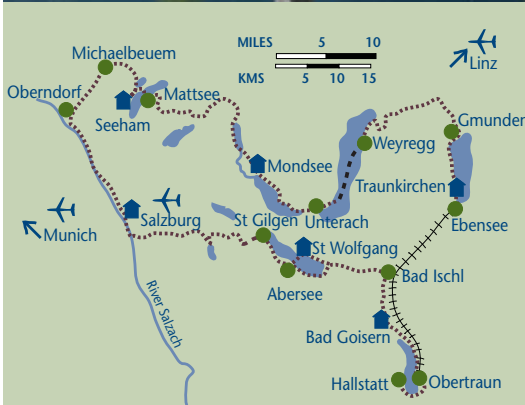 Michaelbeuern
MILES 5 10
KMS 5 10 15
Linz
Oberndorf
Mattsee
Seeham
Gmunden
Weyregg
Mondsee
Traunkirchen
Munich
Salzburg
St Gilgen
Unterach
Ebensee
St Wolfgang
Abersee
Bad Ischl
River Salzach
Bad Goisern
Hallstatt
Obertraun